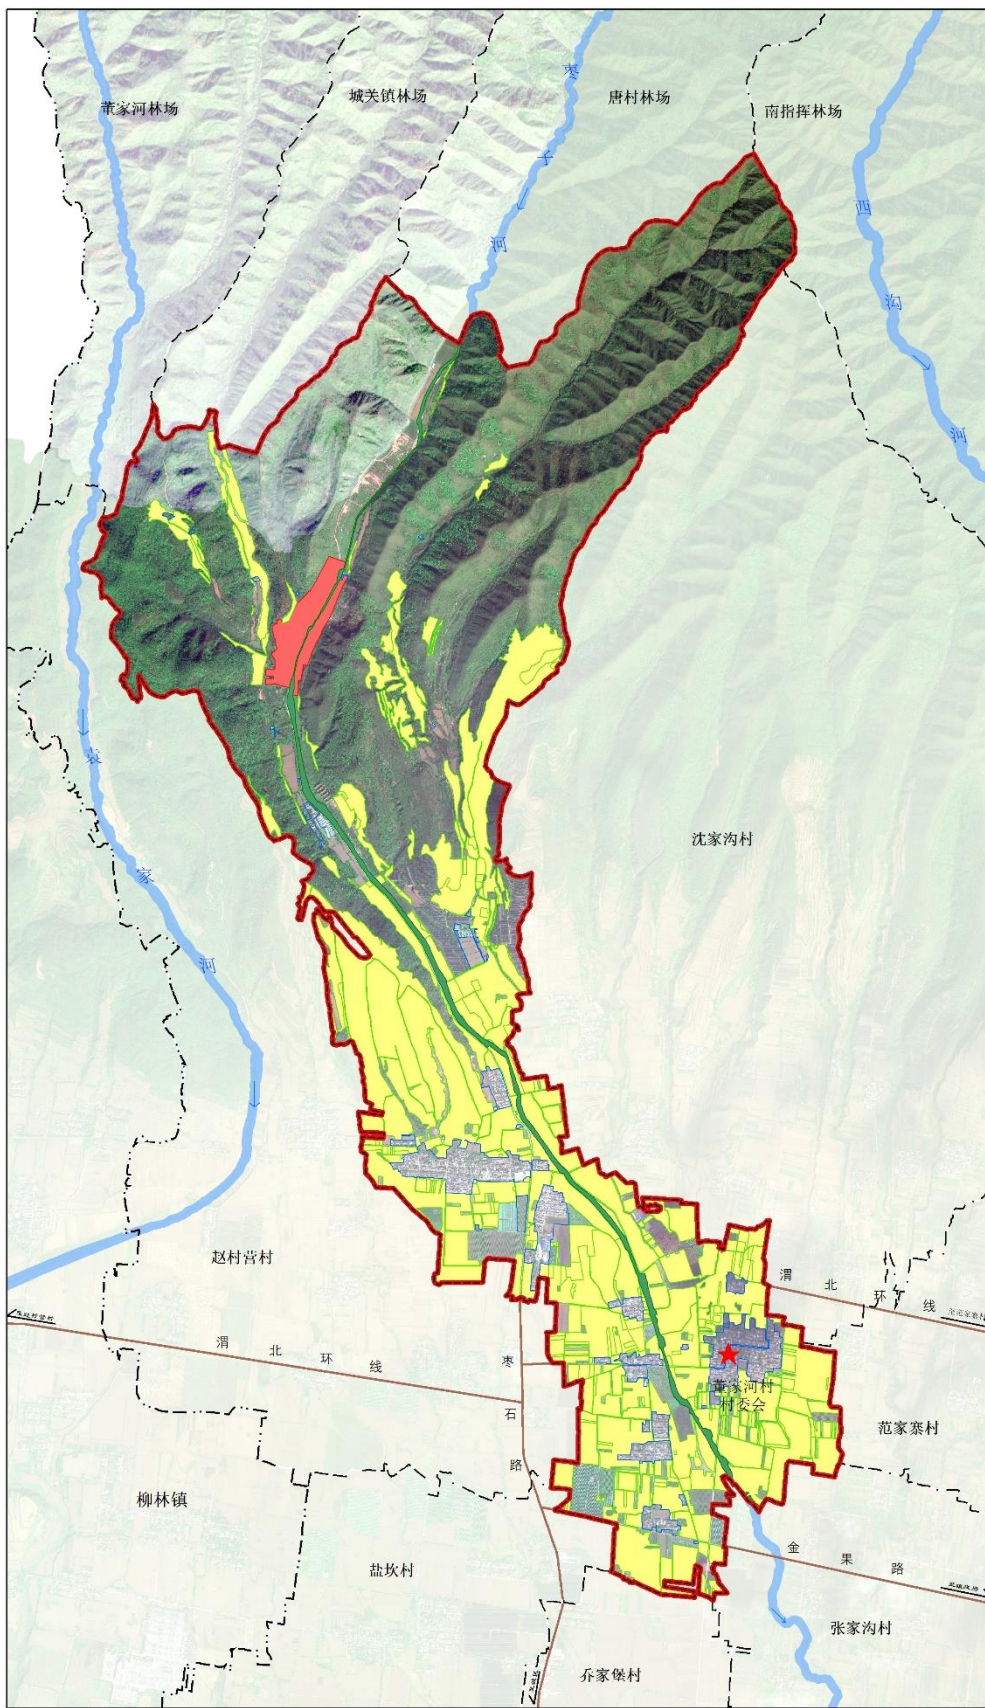 董家河林场
城关镇林场
唐村林场
南指挥林场
枣子河
西沟河
袁家河
沈家沟村
赵村营村
渭北环线
渭北环线
枣石路
董家河村
村委会
范家寨村
柳林镇
盐坎村
金果路
张家沟村
乔家堡村